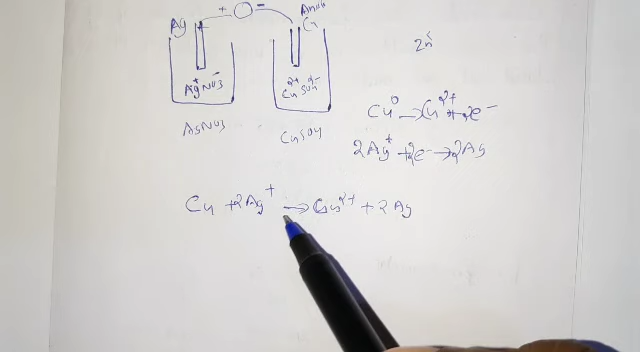 + -
Ag Anode
Cu
Zn
Ag⁺ NO3⁻ Cu²⁺ SO4²⁻
Cu⁰ → Cu²⁺ + 2e⁻
AgNO3 CuSO4
2Ag⁺ + 2e⁻ → 2Ag
Cu + 2Ag⁺ → Cu²⁺ + 2Ag